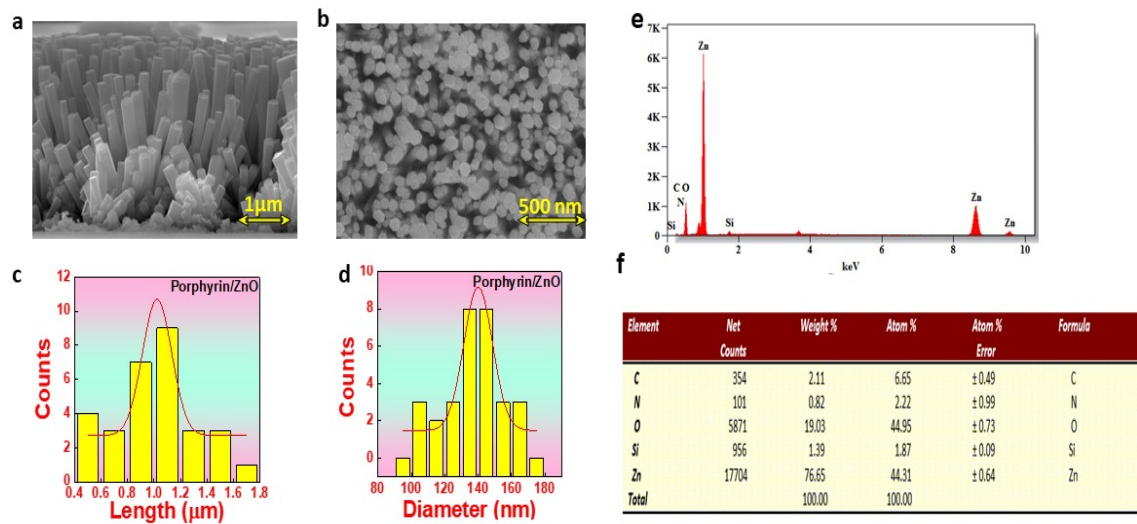 a
1µm
b
500 nm
c
Porphyrin/ZnO
Counts
12
10
8
6
4
2
0
0.4 0.6 0.8 1.0 1.2 1.4 1.6 1.8
Length (µm)
d
Porphyrin/ZnO
Counts
10
8
6
4
2
0
80 100 120 140 160 180
Diameter (nm)
e
7K
6K
5K
4K
3K
2K
1K
0
Zn
C O
N
Si
Si
Zn
Zn
0 2 4 6 8 10
keV
f
Element Net Weight % Atom % Atom % Formula
Counts Error
C 354 2.11 6.65 ±0.49 C
N 101 0.82 2.22 ±0.99 N
O 5871 19.03 44.95 ±0.73 O
Si 956 1.39 1.87 ±0.09 Si
Zn 17704 76.65 44.31 ±0.64 Zn
Total 100.00 100.00